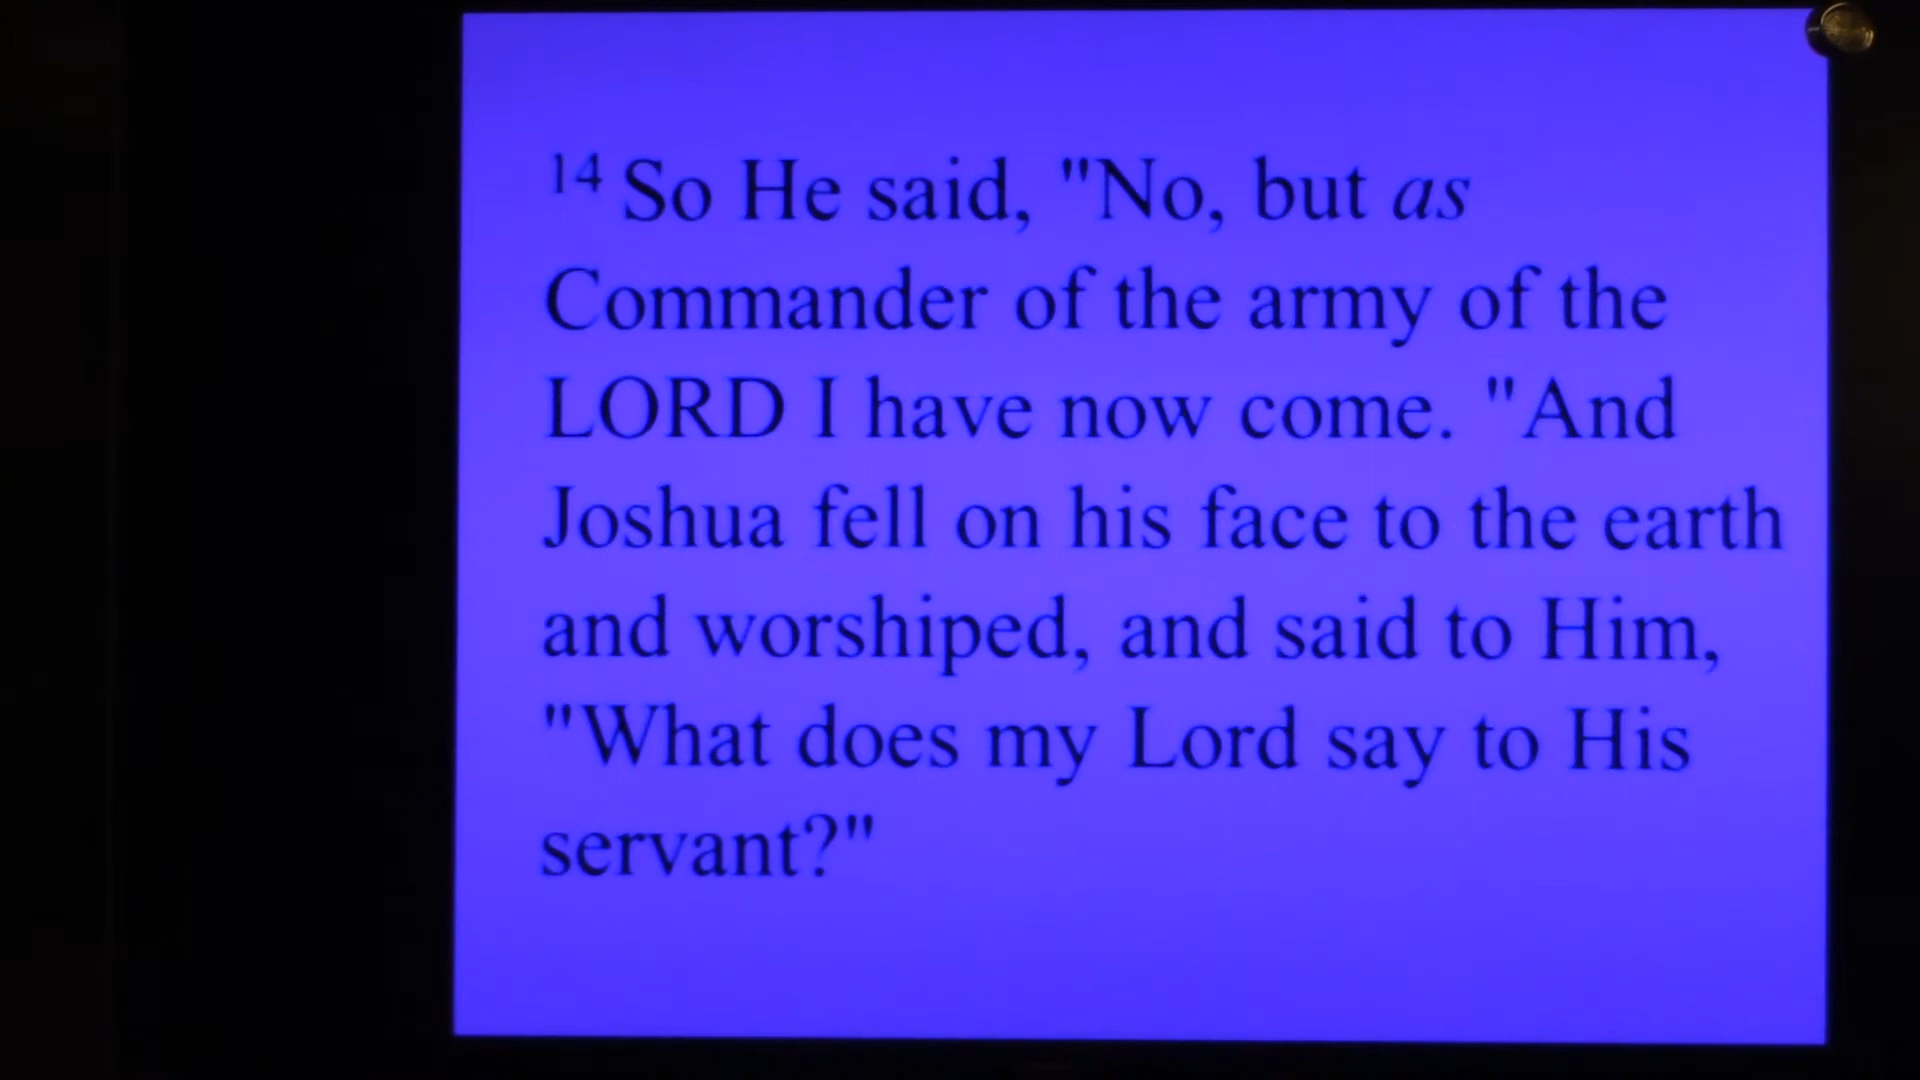 14 So He said, "No, but as
Commander of the army of the
LORD I have now come. "And
Joshua fell on his face to the earth
and worshiped, and said to Him,
"What does my Lord say to His
servant?"